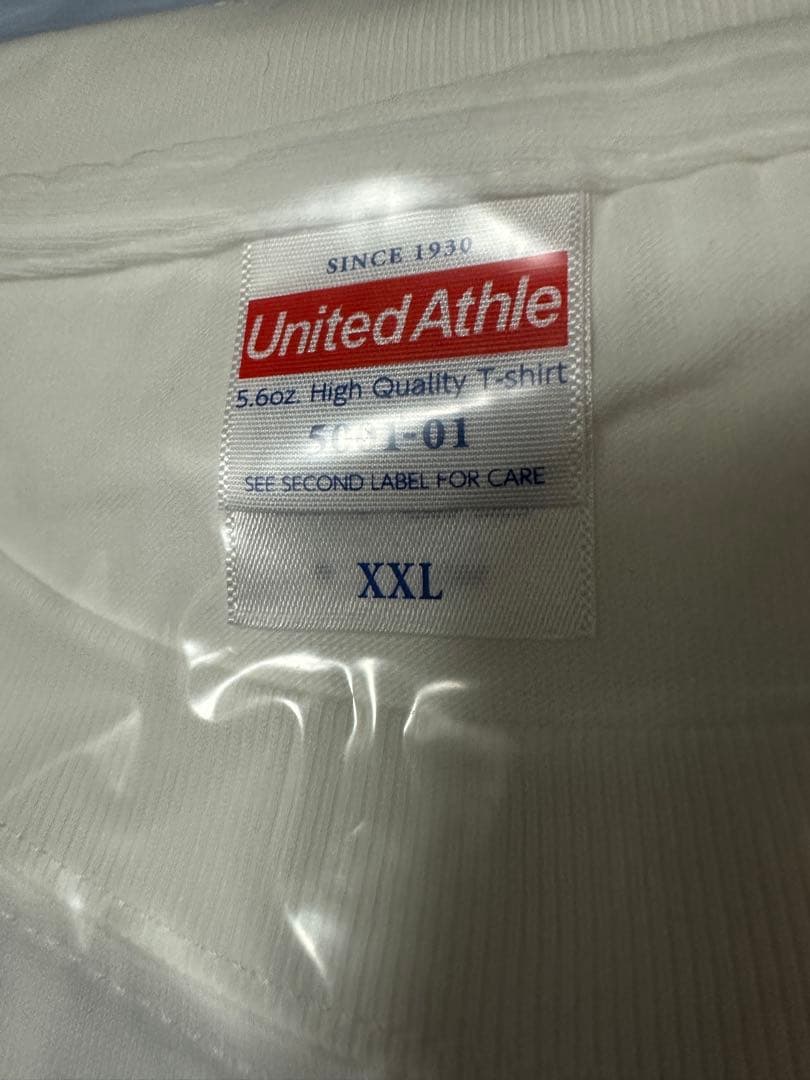 SINCE 1930
United Athle
5.6oz. High Quality T-shirt
SEE SECOND LABEL FOR CARE
XXL